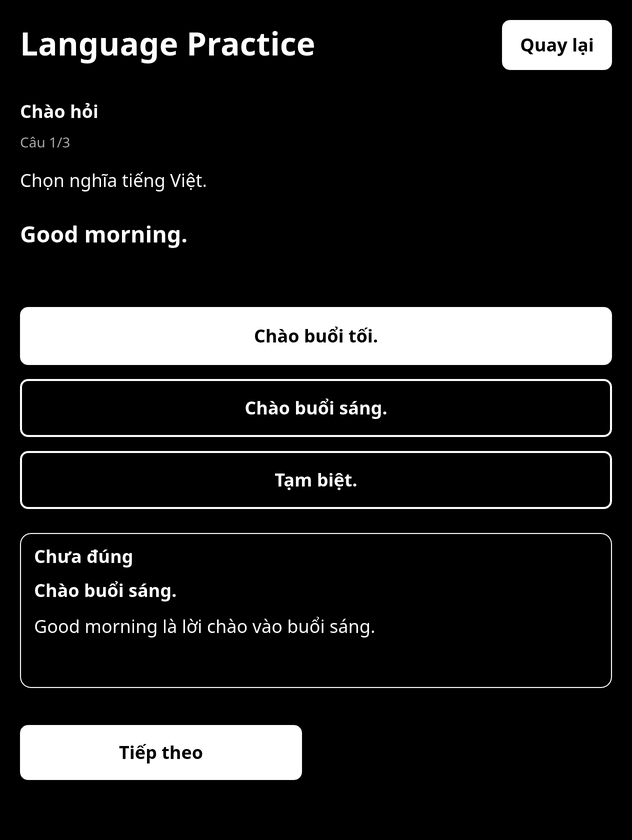 Language Practice
Quay lại
Chào hỏi
Câu 1/3
Chọn nghĩa tiếng Việt.
Good morning.
Chào buổi tối.
Chào buổi sáng.
Tạm biệt.
Chưa đúng
Chào buổi sáng.
Good morning là lời chào vào buổi sáng.
Tiếp theo